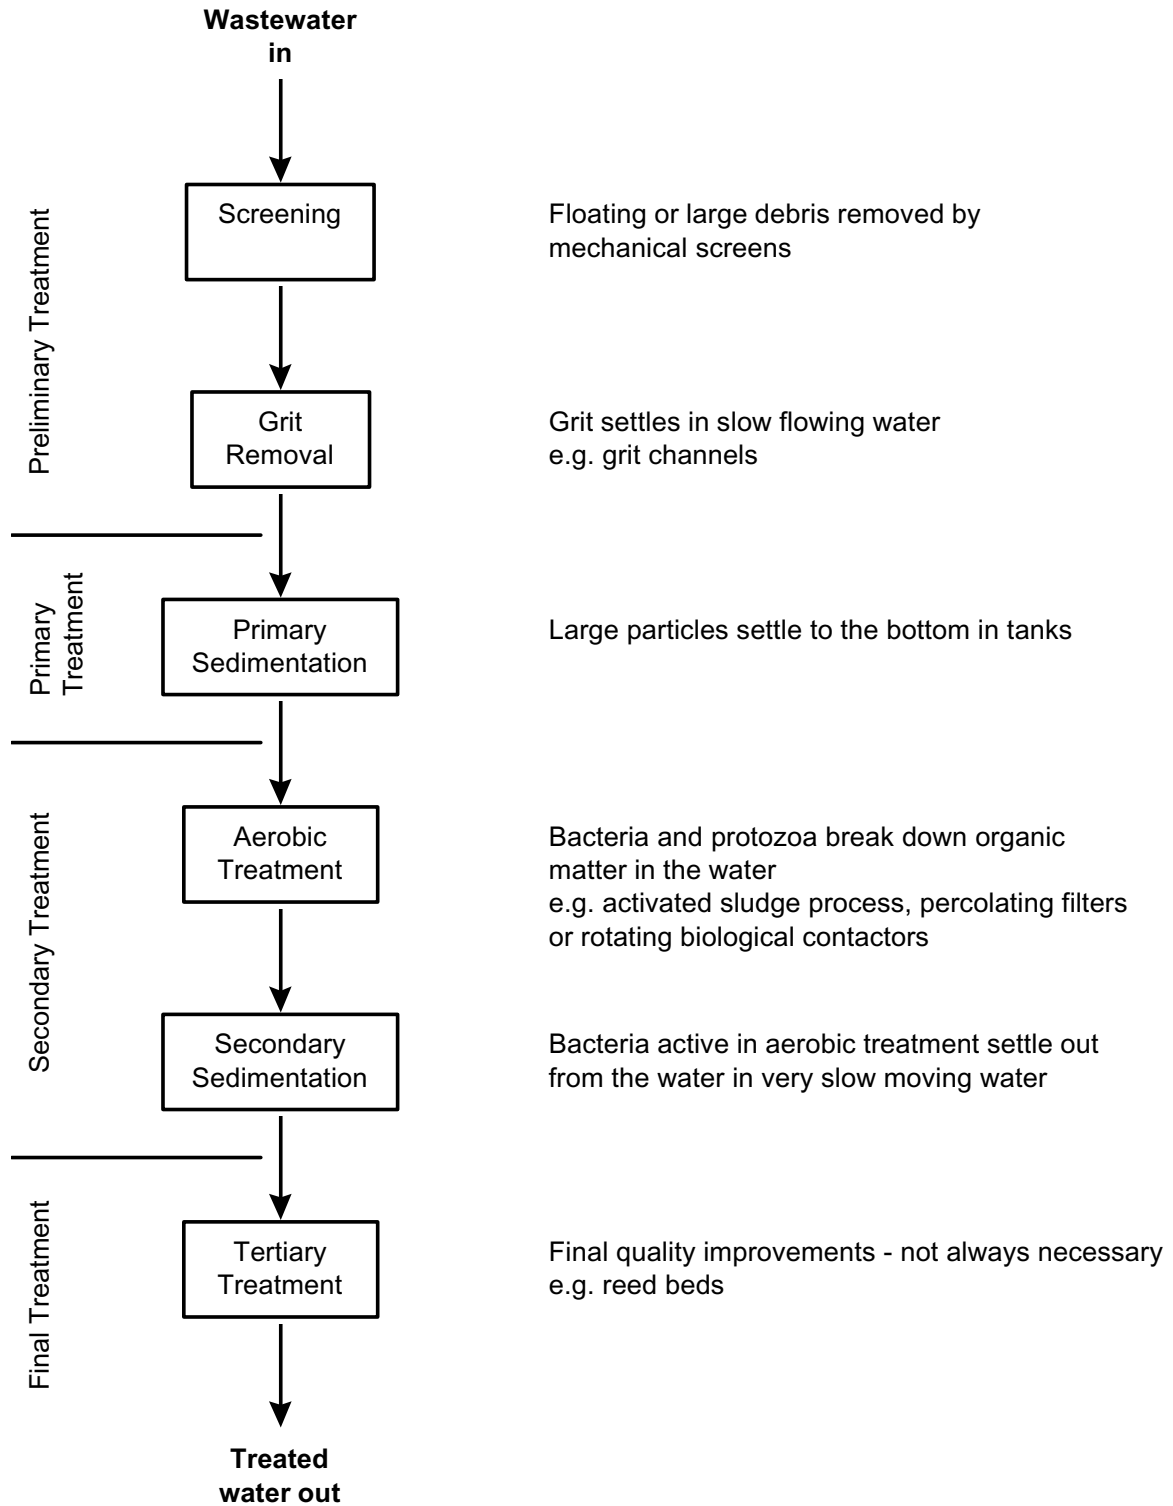 Wastewater
in
Preliminary Treatment
Screening
Floating or large debris removed by
mechanical screens
Grit
Removal
Grit settles in slow flowing water
e.g. grit channels
Primary
Treatment
Primary
Sedimentation
Large particles settle to the bottom in tanks
Secondary Treatment
Aerobic
Treatment
Bacteria and protozoa break down organic
matter in the water
e.g. activated sludge process, percolating filters
or rotating biological contactors
Secondary
Sedimentation
Bacteria active in aerobic treatment settle out
from the water in very slow moving water
Final Treatment
Tertiary
Treatment
Final quality improvements - not always necessary
e.g. reed beds
Treated
water out